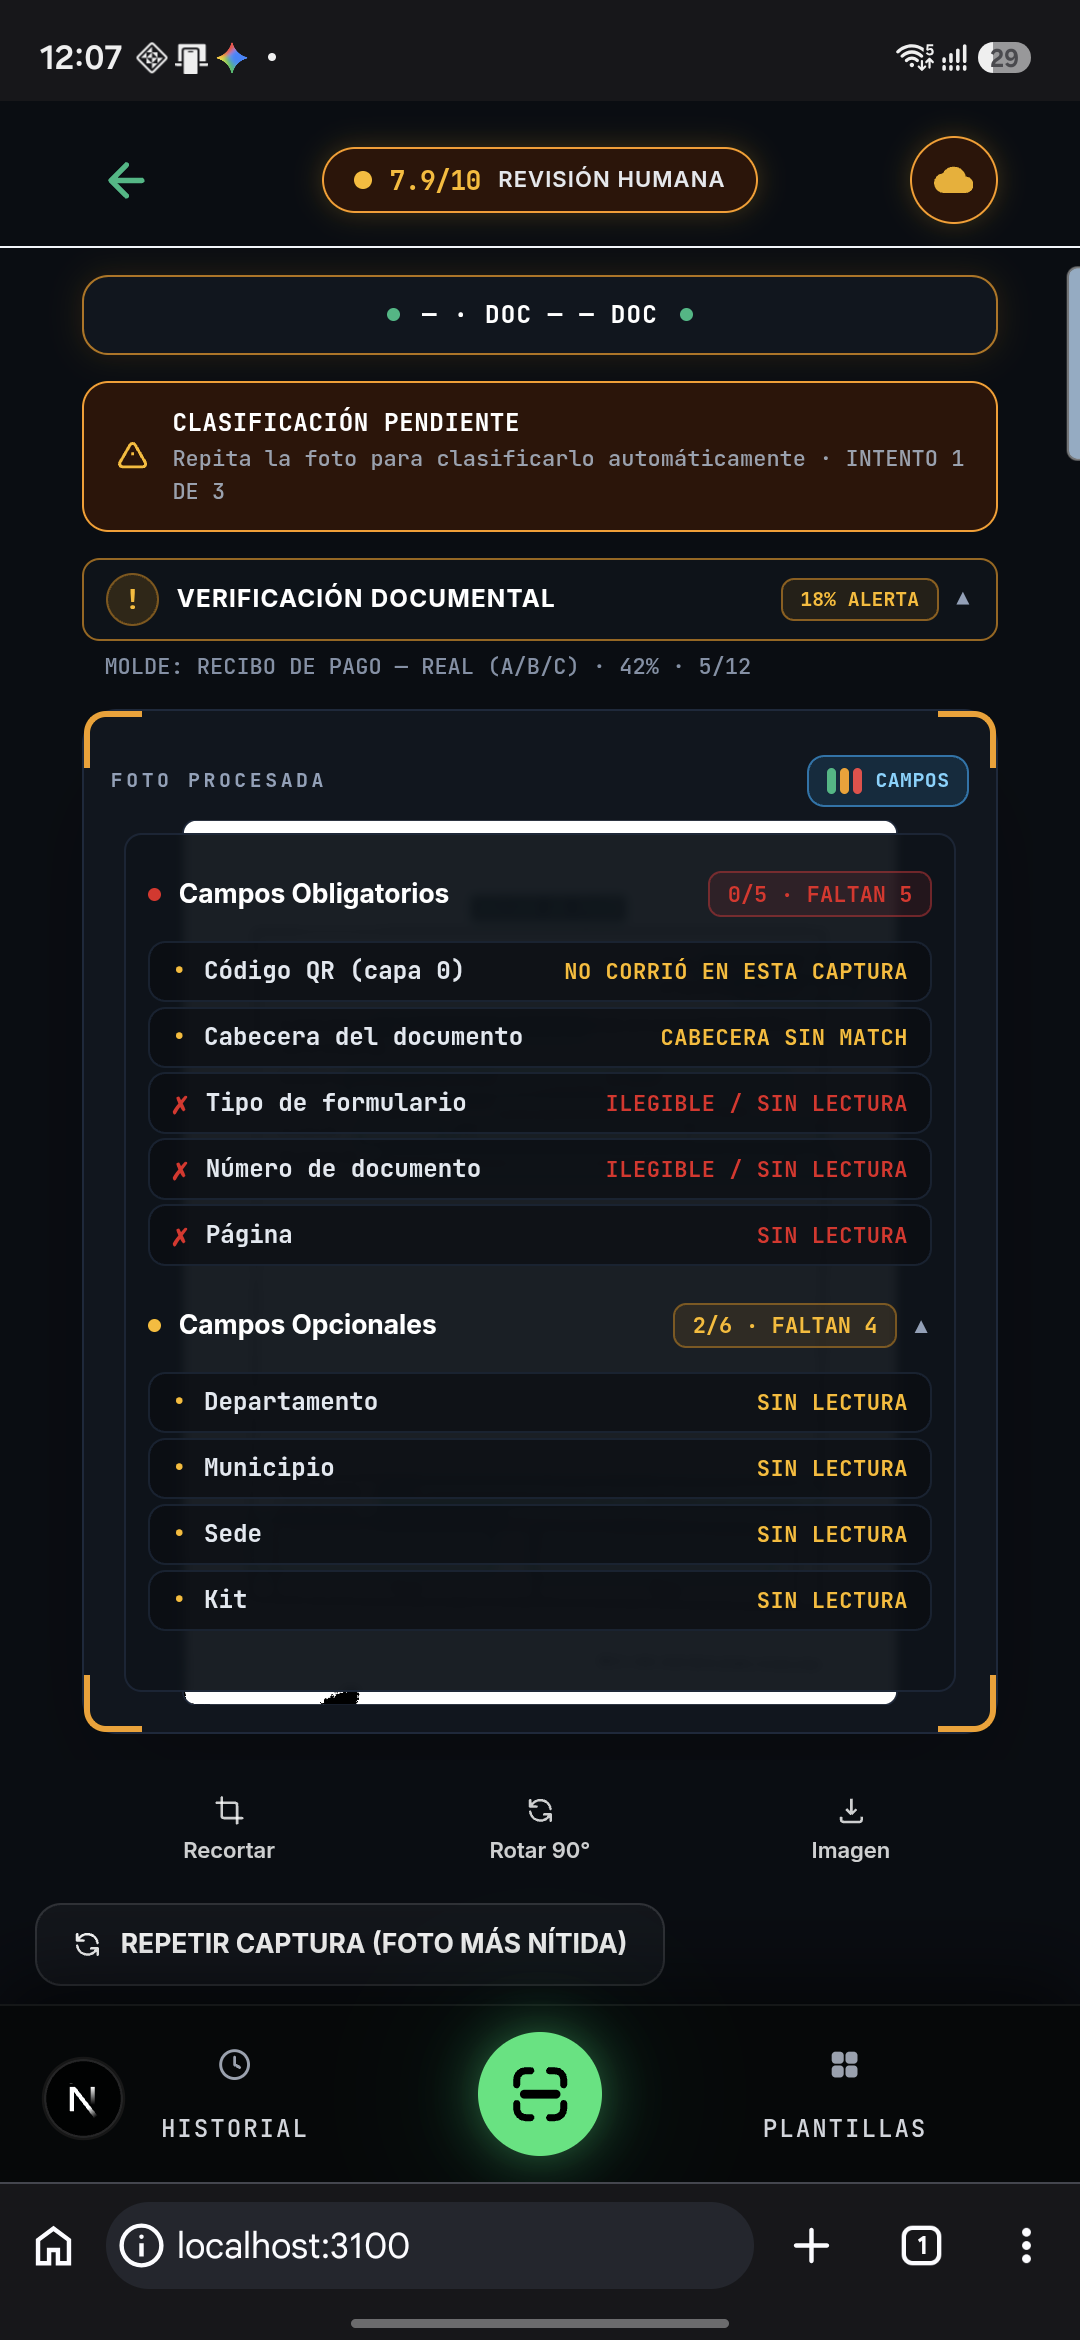 12:07
5
29
7.9/10 REVISIÓN HUMANA
— · DOC — — DOC
CLASIFICACIÓN PENDIENTE
Repita la foto para clasificarlo automáticamente · INTENTO 1
DE 3
! VERIFICACIÓN DOCUMENTAL 18% ALERTA ▲
MOLDE: RECIBO DE PAGO — REAL (A/B/C) · 42% · 5/12
FOTO PROCESADA CAMPOS
Campos Obligatorios 0/5 · FALTAN 5
• Código QR (capa 0) NO CORRIÓ EN ESTA CAPTURA
• Cabecera del documento CABECERA SIN MATCH
✗ Tipo de formulario ILEGIBLE / SIN LECTURA
✗ Número de documento ILEGIBLE / SIN LECTURA
✗ Página SIN LECTURA
Campos Opcionales 2/6 · FALTAN 4 ▲
• Departamento SIN LECTURA
• Municipio SIN LECTURA
• Sede SIN LECTURA
• Kit SIN LECTURA
Recortar Rotar 90° Imagen
REPETIR CAPTURA (FOTO MÁS NÍTIDA)
N
HISTORIAL PLANTILLAS
localhost:3100 1